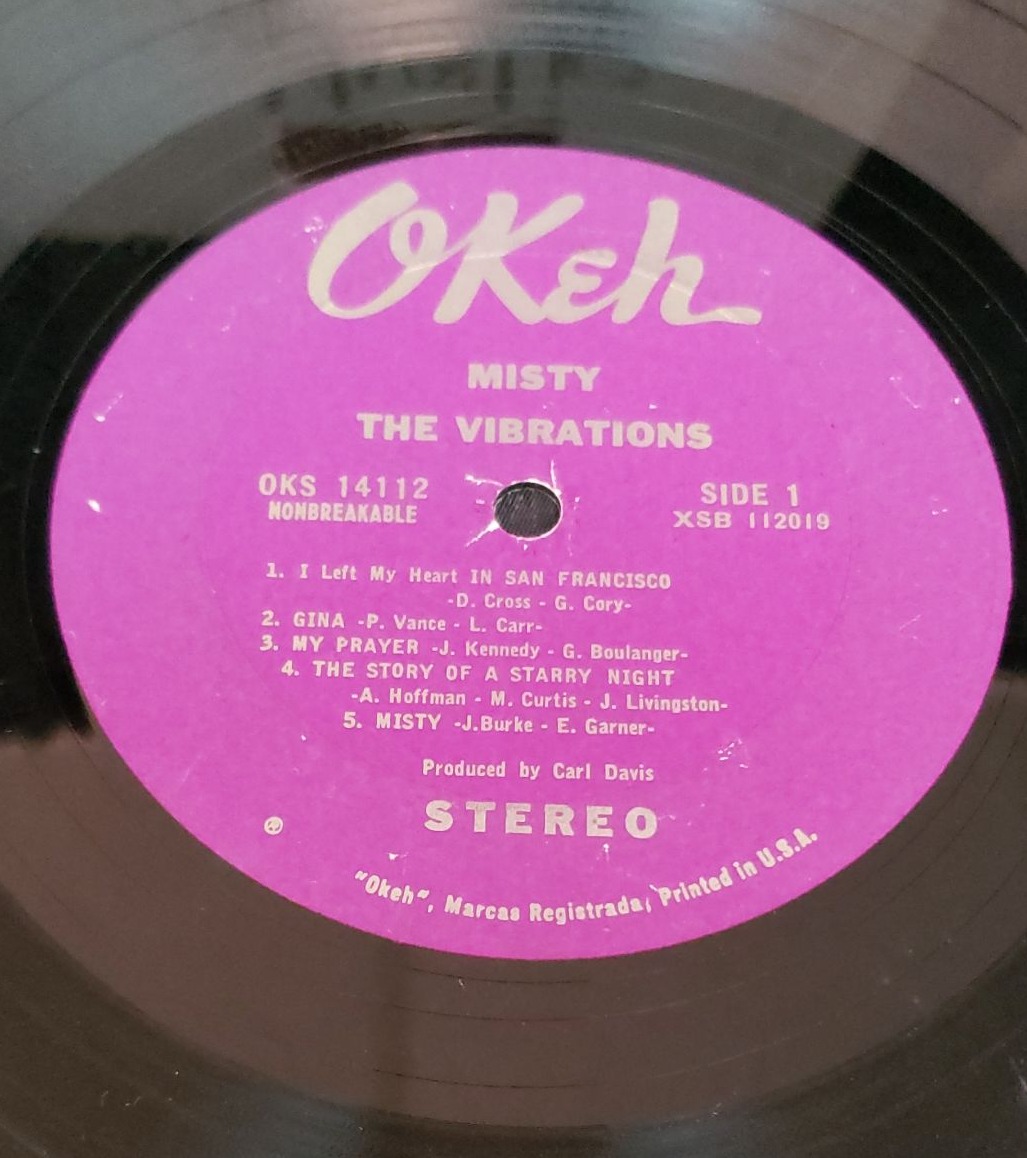 OKeh
MISTY
THE VIBRATIONS
OKS 14112
NONBREAKABLE
SIDE 1
XSB 112019
1. I Left My Heart IN SAN FRANCISCO
-D. Cross - G. Cory-
2. GINA -P. Vance - L. Carr-
3. MY PRAYER -J. Kennedy - G. Boulanger-
4. THE STORY OF A STARRY NIGHT
-A. Hoffman - M. Curtis - J. Livingston-
5. MISTY -J.Burke - E. Garner-
Produced by Carl Davis
STEREO
"Okeh", Marcas Registrada, Printed in U.S.A.